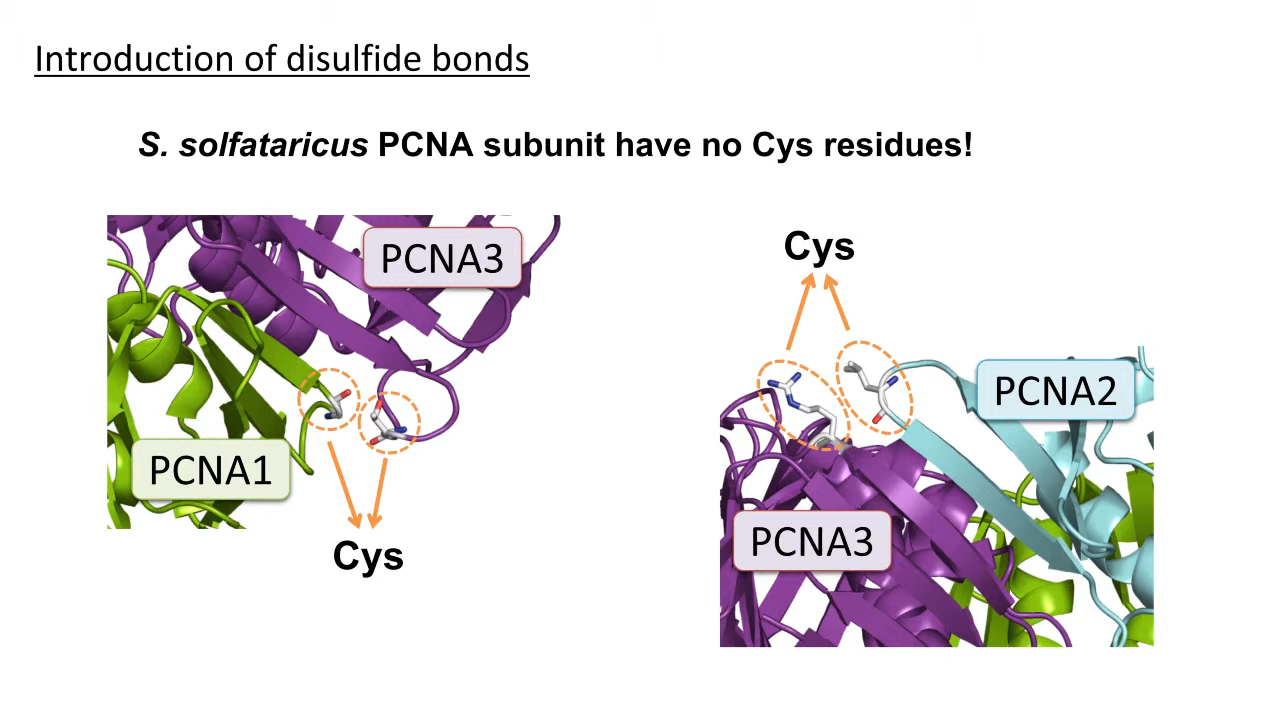 Introduction of disulfide bonds
S. solfataricus PCNA subunit have no Cys residues!
PCNA3
PCNA1
Cys
Cys
PCNA2
PCNA3